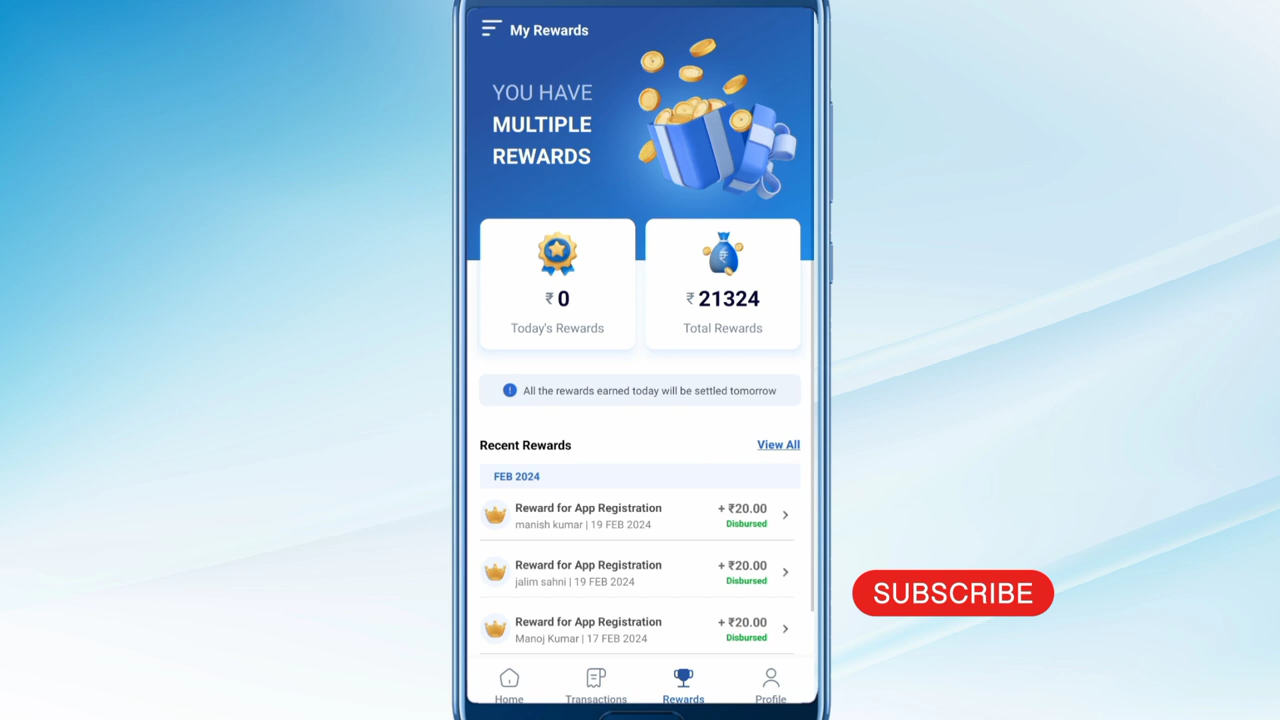 My Rewards
YOU HAVE
MULTIPLE
REWARDS
₹ 0
Today's Rewards
₹ 21324
Total Rewards
All the rewards earned today will be settled tomorrow
Recent Rewards
View All
FEB 2024
Reward for App Registration
+ ₹20.00
manish kumar | 19 FEB 2024
Disbursed
Reward for App Registration
+ ₹20.00
jalim sahni | 19 FEB 2024
Disbursed
Reward for App Registration
+ ₹20.00
Manoj Kumar | 17 FEB 2024
Disbursed
SUBSCRIBE
Home
Transactions
Rewards
Profile